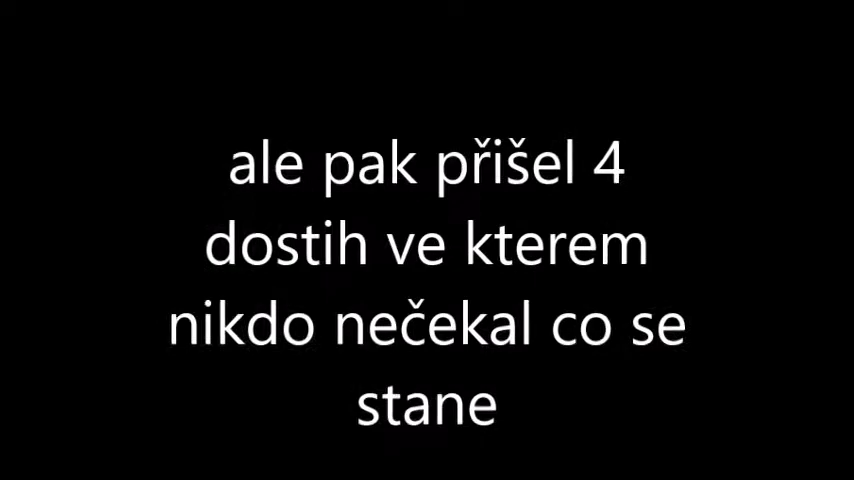 ale pak přišel 4
dostih ve kterem
nikdo nečekal co se
stane